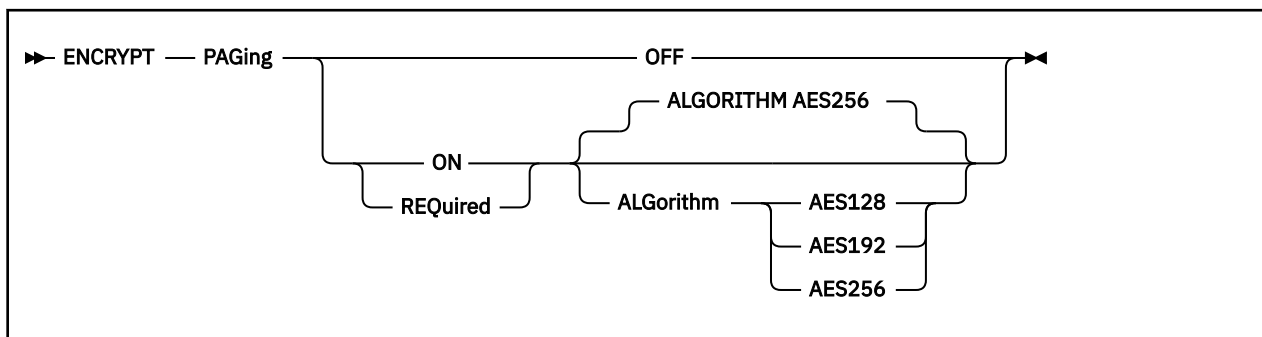 ENCRYPT PAGing OFF
ALGORITHM AES256
ON
REQuired
ALGorithm AES128
AES192
AES256